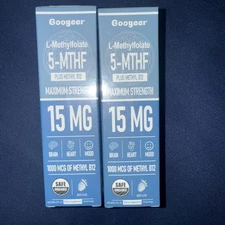 Googeer
L-Methylfolate
5-MTHF
PLUS METHYL B12
MAXIMUM STRENGTH
15 MG
BRAIN
HEART
MOOD
1000 MCG OF METHYL B12
SAFE
Googeer
L-Methylfolate
5-MTHF
PLUS METHYL B12
MAXIMUM STRENGTH
15 MG
BRAIN
HEART
MOOD
1000 MCG OF METHYL B12
SAFE